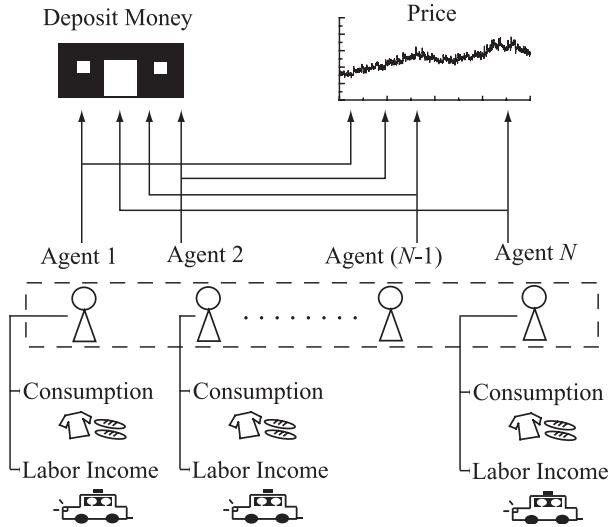 Deposit Money Price
Agent 1 Agent 2 Agent (N-1) Agent N
Consumption Consumption Consumption
Labor Income Labor Income Labor Income